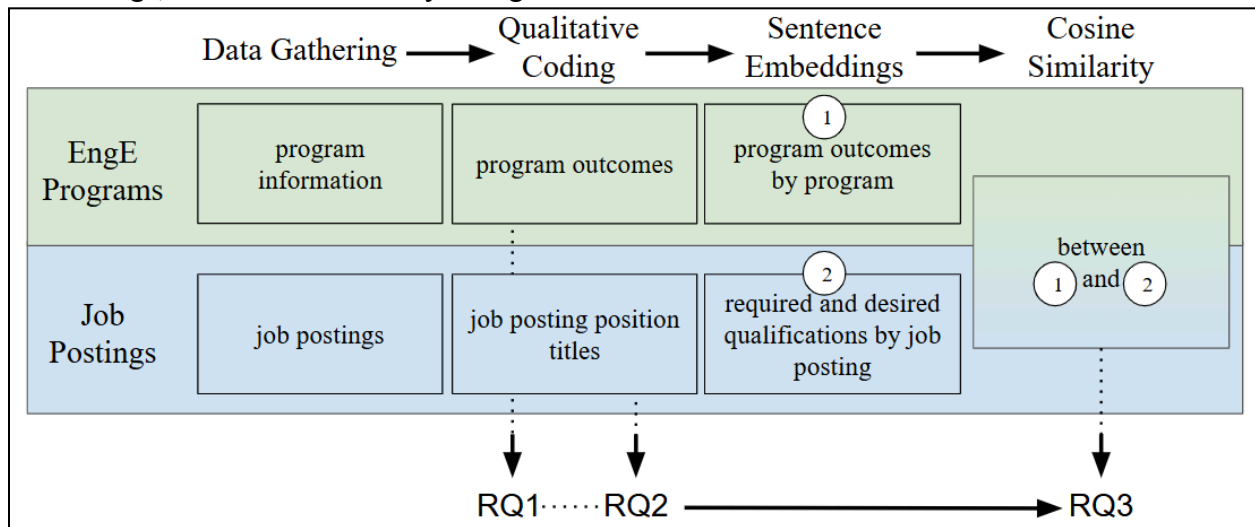 Data Gathering
Qualitative
Coding
Sentence
Embeddings
Cosine
Similarity
EngE
Programs
program
information
program outcomes
1
program outcomes
by program
between
1 and 2
Job
Postings
job postings
job posting position
titles
2
required and desired
qualifications by job
posting
RQ1
RQ2
RQ3